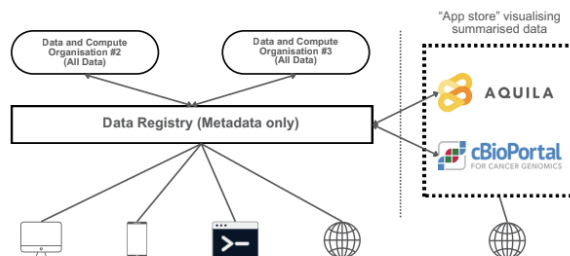 "App store" visualising
summarised data
Data and Compute
Organisation #2
(All Data)
Data and Compute
Organisation #3
(All Data)
AQUILA
Data Registry (Metadata only)
cBioPortal
FOR CANCER GENOMICS